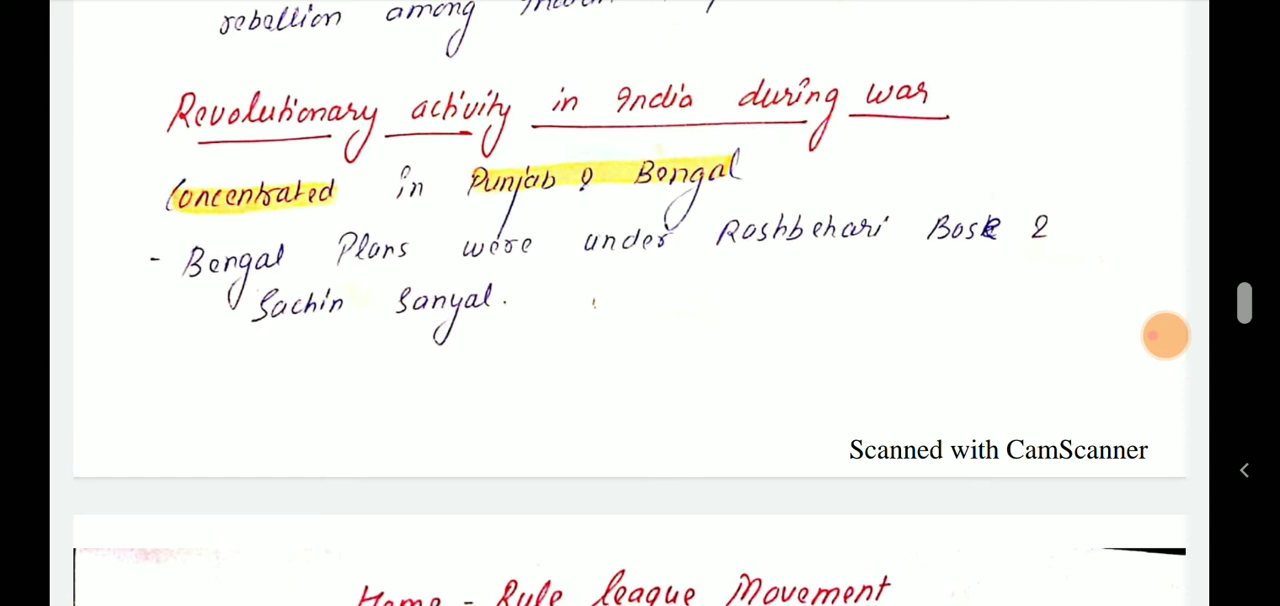 rebellion among
Revolutionary activity in India during war
Concentrated in Punjab & Bengal
- Bengal Plans were under Rashbehari Bose &
Sachin Sanyal.
Scanned with CamScanner
Home - Rule league Movement